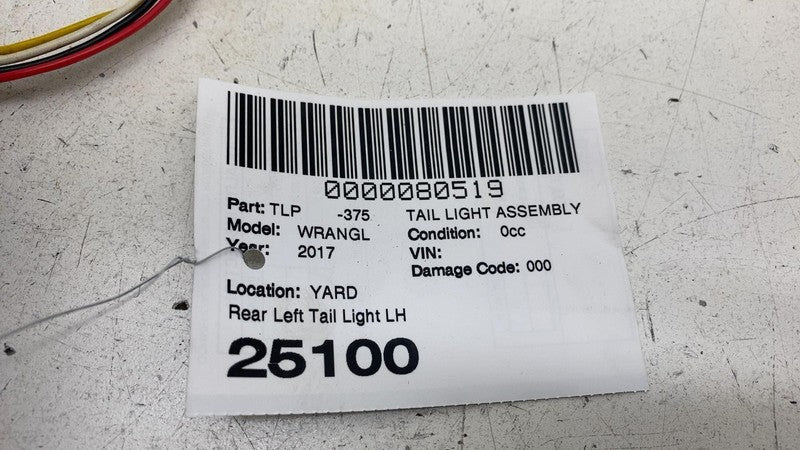 0000080519
Part: TLP -375 TAIL LIGHT ASSEMBLY
Model: WRANGL Condition: 0cc
Year: 2017 VIN:
Damage Code: 000
Location: YARD
Rear Left Tail Light LH
25100